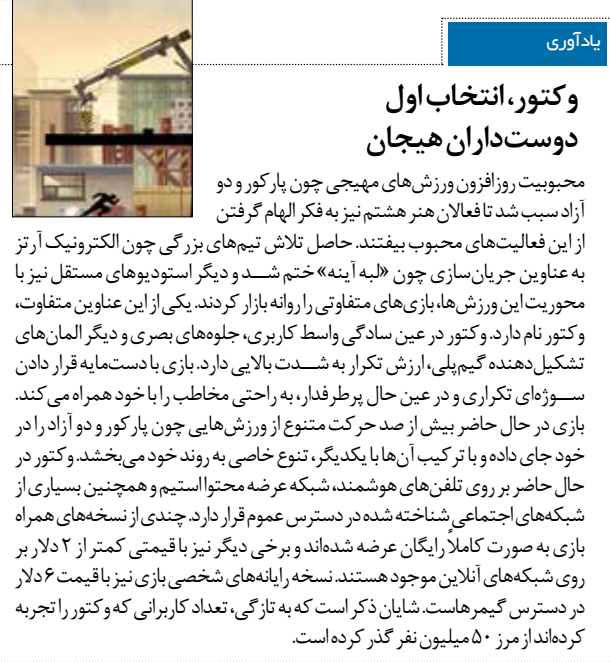 یادآوری
وکتور، انتخاب اول
دوست‌داران هیجان
محبوبیت روزافزون ورزش‌های مهیجی چون پارکور و دو
آزاد سبب شد تا فعالان هنر هشتم نیز به فکر الهام گرفتن
از این فعالیت‌های محبوب بیفتند. حاصل تلاش تیم‌های بزرگی چون الکترونیک آرتز
به عناوین جریان‌سازی چون «لبه آینه» ختم شد و دیگر استودیوهای مستقل نیز با
محوریت این ورزش‌ها، بازی‌های متفاوتی را روانه بازار کردند. یکی از این عناوین متفاوت،
وکتور نام دارد. وکتور در عین سادگی واسط کاربری، جلوه‌های بصری و دیگر المان‌های
تشکیل‌دهنده گیم‌پلی، ارزش تکرار به شدت بالایی دارد. بازی با دست‌مایه قرار دادن
سوژه‌ای تکراری و در عین حال پرطرفدار، به راحتی مخاطب را با خود همراه می‌کند.
بازی در حال حاضر بیش از صد حرکت متنوع از ورزش‌هایی چون پارکور و دو آزاد را در
خود جای داده و با ترکیب آن‌ها با یکدیگر، تنوع خاصی به روند خود می‌بخشد. وکتور در
حال حاضر بر روی تلفن‌های هوشمند، شبکه عرضه محتوا استیم و همچنین بسیاری از
شبکه‌های اجتماعی شناخته شده در دسترس عموم قرار دارد. چندی از نسخه‌های همراه
بازی به صورت کاملاً رایگان عرضه شده‌اند و برخی دیگر نیز با قیمتی کمتر از ۲ دلار بر
روی شبکه‌های آنلاین موجود هستند. نسخه رایانه‌های شخصی بازی نیز با قیمت ۶ دلار
در دسترس گیمرهاست. شایان ذکر است که به تازگی، تعداد کاربرانی که وکتور را تجربه
کرده‌اند از مرز ۵۰ میلیون نفر گذر کرده است.